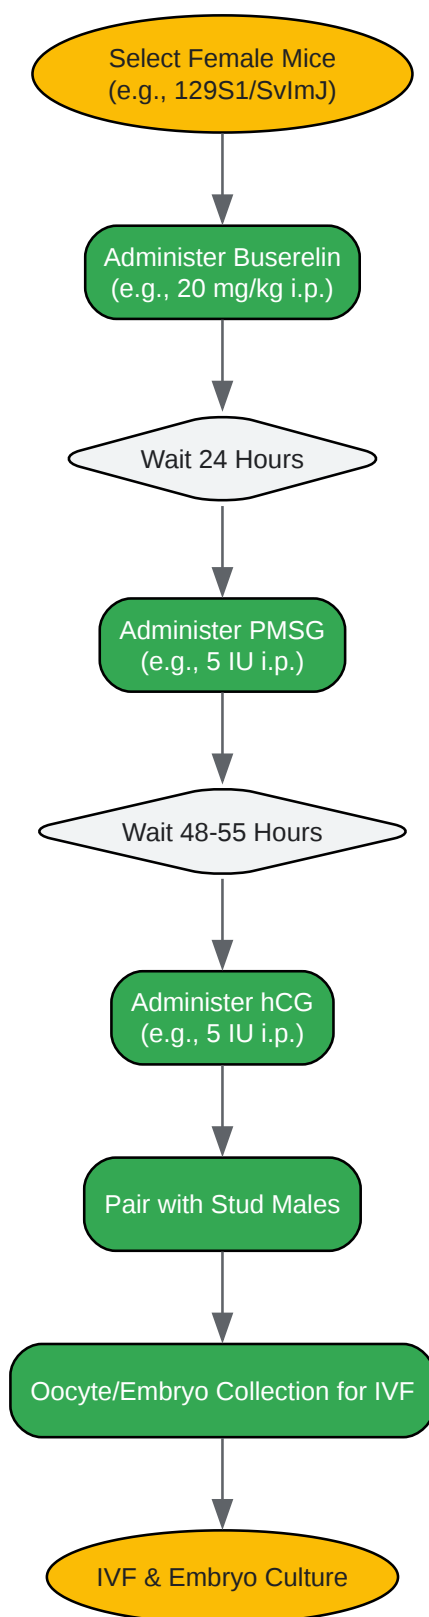 Select Female Mice
(e.g., 129S1/SvImJ)
Administer Buserelin
(e.g., 20 mg/kg i.p.)
Wait 24 Hours
Administer PMSG
(e.g., 5 IU i.p.)
Wait 48-55 Hours
Administer hCG
(e.g., 5 IU i.p.)
Pair with Stud Males
Oocyte/Embryo Collection for IVF
IVF & Embryo Culture